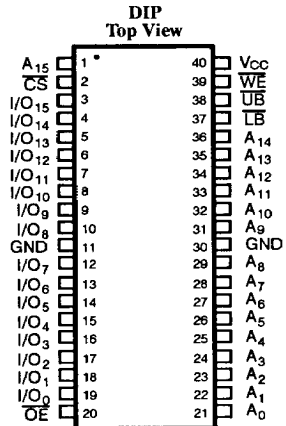 DIP
Top View
A15 1 40 VCC
CS 2 39 WE
I/O15 3 38 UB
I/O14 4 37 LB
I/O13 5 36 A14
I/O12 6 35 A13
I/O11 7 34 A12
I/O10 8 33 A11
I/O9 9 32 A10
I/O8 10 31 A9
GND 11 30 GND
I/O7 12 29 A8
I/O6 13 28 A7
I/O5 14 27 A6
I/O4 15 26 A5
I/O3 16 25 A4
I/O2 17 24 A3
I/O1 18 23 A2
I/O0 19 22 A1
OE 20 21 A0